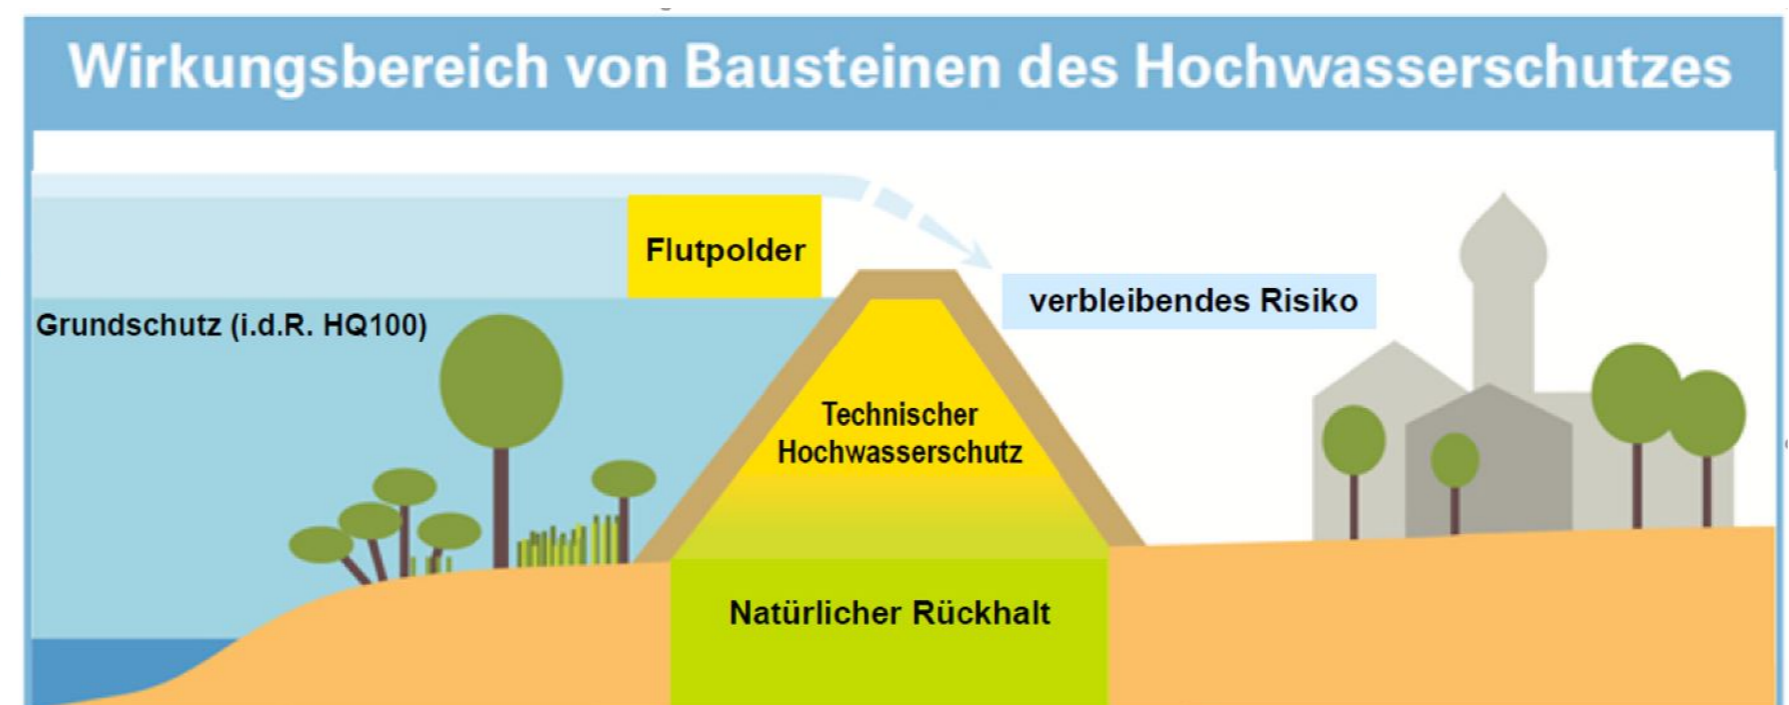 Wirkungsbereich von Bausteinen des Hochwasserschutzes
Flutpolder
verbleibendes Risiko
Grundschutz (i.d.R. HQ100)
Technischer
Hochwasserschutz
Natürlicher Rückhalt